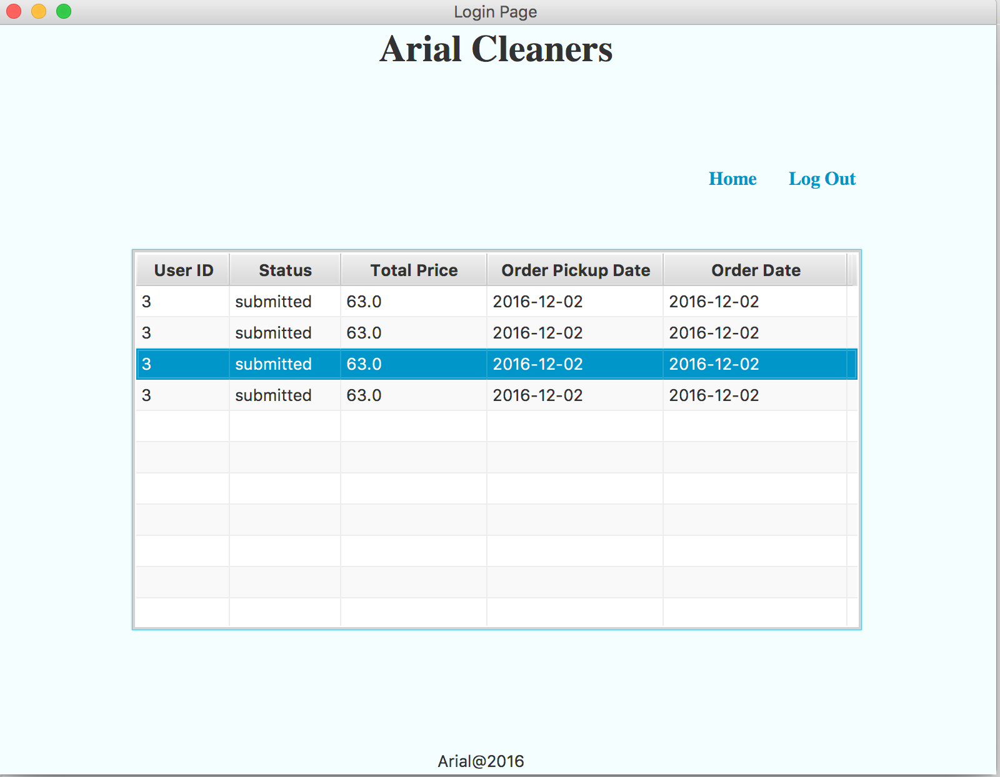 Login Page
Arial Cleaners
Home Log Out
User ID Status Total Price Order Pickup Date Order Date
3 submitted 63.0 2016-12-02 2016-12-02
3 submitted 63.0 2016-12-02 2016-12-02
3 submitted 63.0 2016-12-02 2016-12-02
3 submitted 63.0 2016-12-02 2016-12-02
Arial@2016